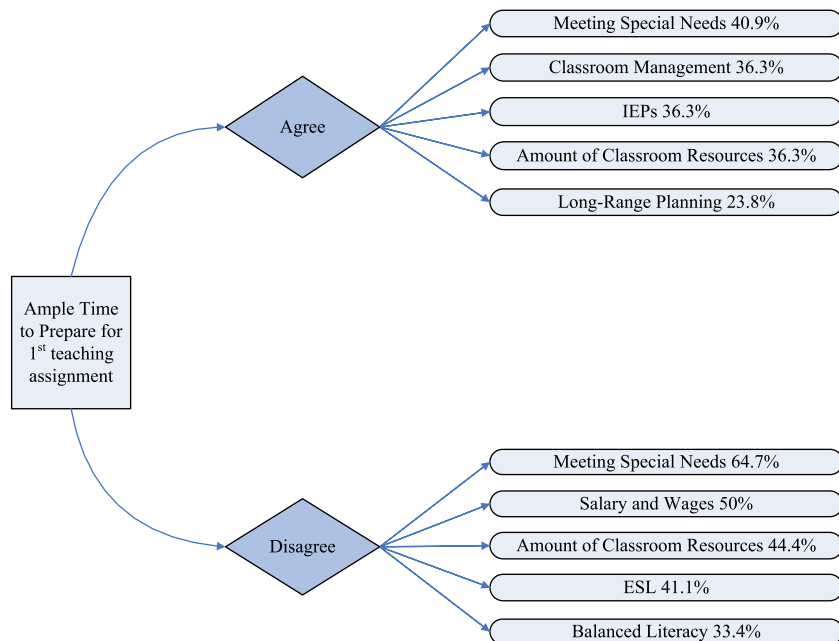 Meeting Special Needs 40.9%
Classroom Management 36.3%
Agree
IEPs 36.3%
Amount of Classroom Resources 36.3%
Long-Range Planning 23.8%
Ample Time
to Prepare for
1st teaching
assignment
Meeting Special Needs 64.7%
Salary and Wages 50%
Disagree
Amount of Classroom Resources 44.4%
ESL 41.1%
Balanced Literacy 33.4%